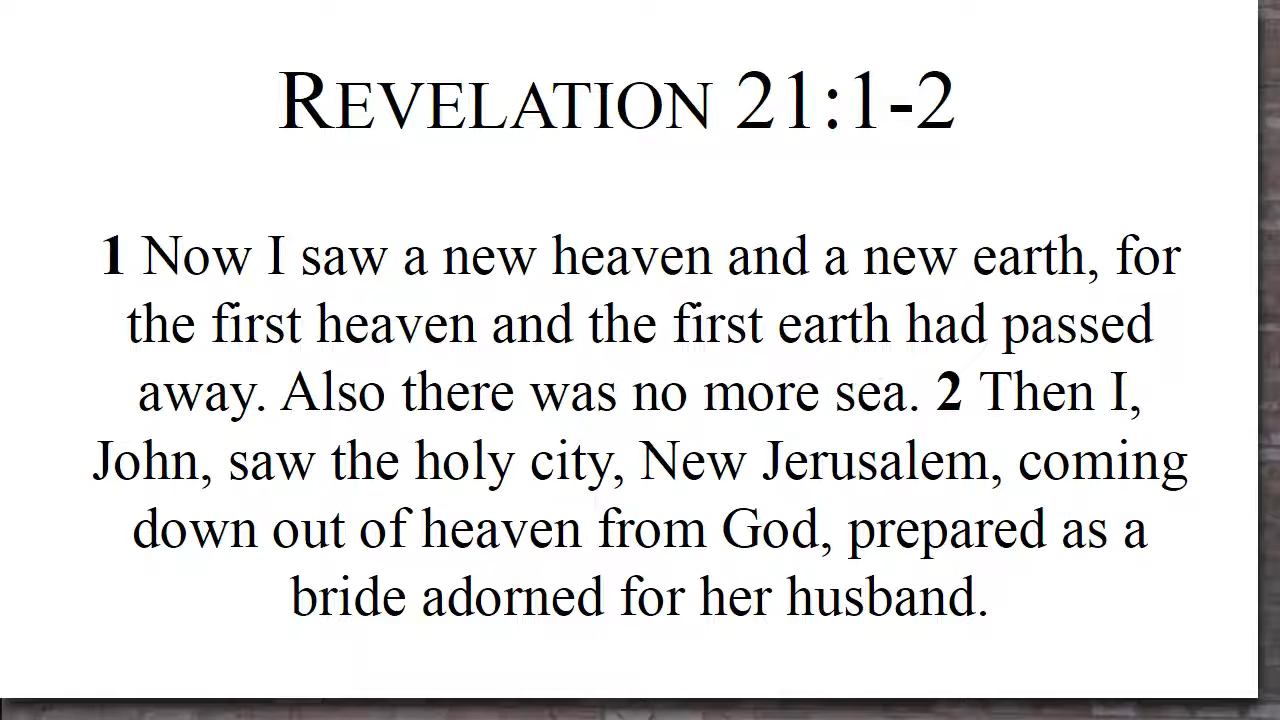 REVELATION 21:1-2
1 Now I saw a new heaven and a new earth, for
the first heaven and the first earth had passed
away. Also there was no more sea. 2 Then I,
John, saw the holy city, New Jerusalem, coming
down out of heaven from God, prepared as a
bride adorned for her husband.